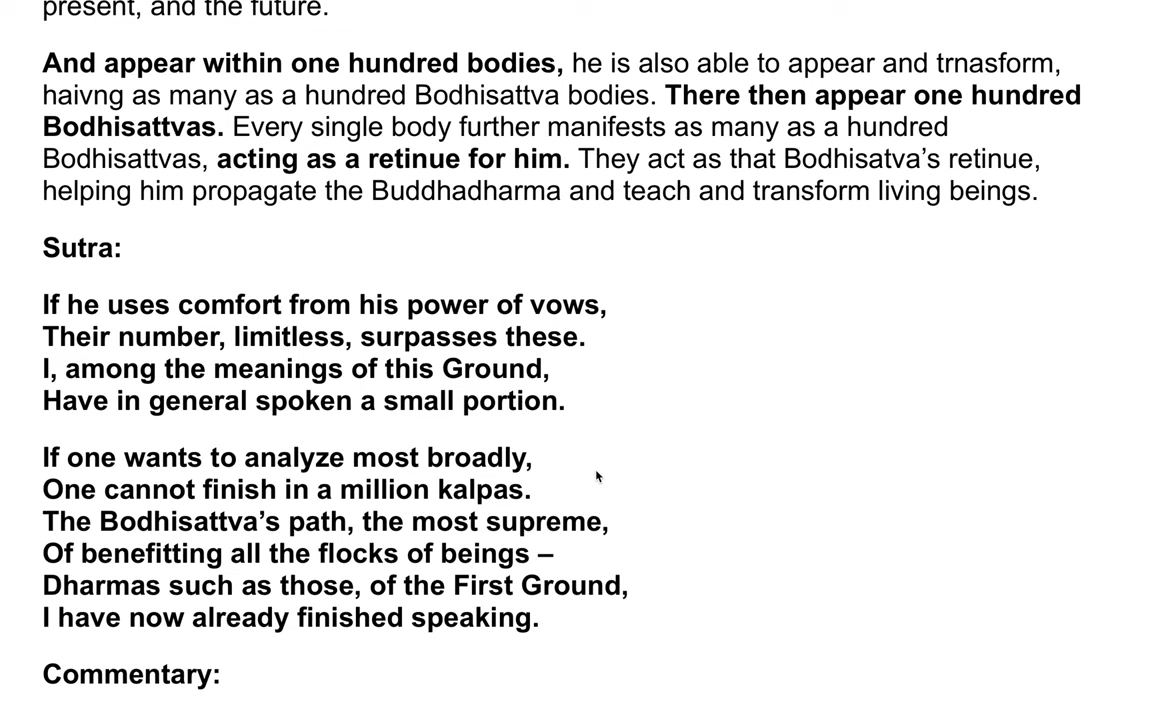 present, and the future.
And appear within one hundred bodies, he is also able to appear and trnasform,
haivng as many as a hundred Bodhisattva bodies. There then appear one hundred
Bodhisattvas. Every single body further manifests as many as a hundred
Bodhisattvas, acting as a retinue for him. They act as that Bodhisatva’s retinue,
helping him propagate the Buddhadharma and teach and transform living beings.
Sutra:
If he uses comfort from his power of vows,
Their number, limitless, surpasses these.
I, among the meanings of this Ground,
Have in general spoken a small portion.
If one wants to analyze most broadly,
One cannot finish in a million kalpas.
The Bodhisattva’s path, the most supreme,
Of benefitting all the flocks of beings –
Dharmas such as those, of the First Ground,
I have now already finished speaking.
Commentary: